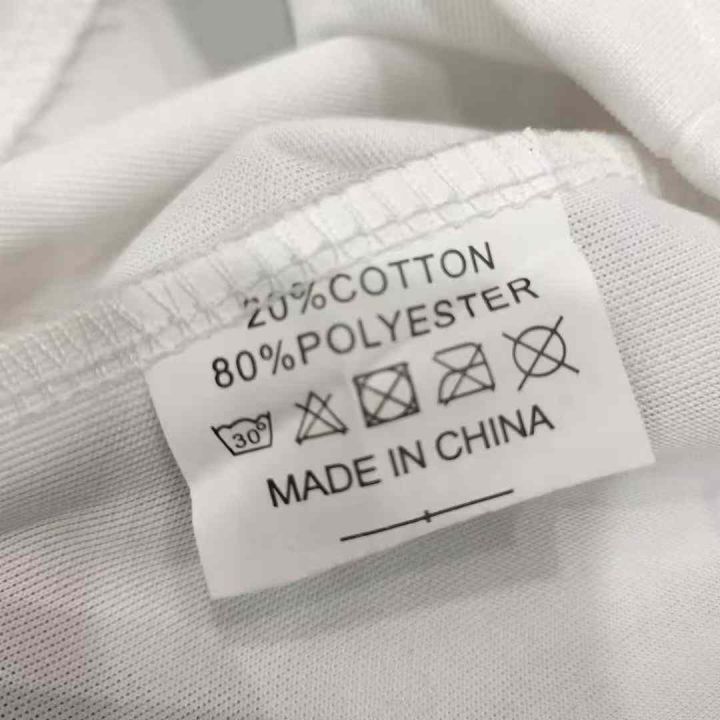 20%COTTON
80%POLYESTER
30°
MADE IN CHINA